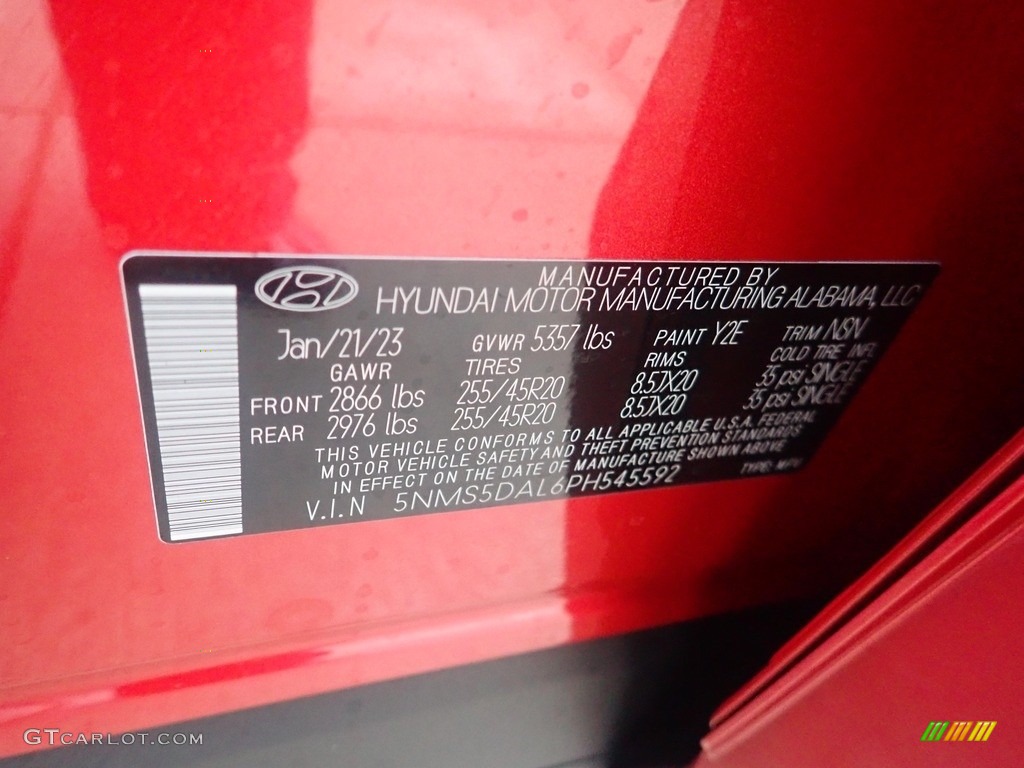 MANUFACTURED BY
HYUNDAI MOTOR MANUFACTURING ALABAMA, LLC
Jan/21/23 GVWR 5357 lbs PAINT Y2E TRIM NSN
GAWR TIRES RIMS COLD TIRE INFL
FRONT 2866 lbs 255/45R20 8.5JX20 35 psi SINGLE
REAR 2976 lbs 255/45R20 8.5JX20 35 psi SINGLE
THIS VEHICLE CONFORMS TO ALL APPLICABLE U.S.A. FEDERAL
MOTOR VEHICLE SAFETY AND THEFT PREVENTION STANDARDS
IN EFFECT ON THE DATE OF MANUFACTURE SHOWN ABOVE
V.I.N 5NMS5DAL6PH545592 TYPE: MPV
GTCARLOT.COM